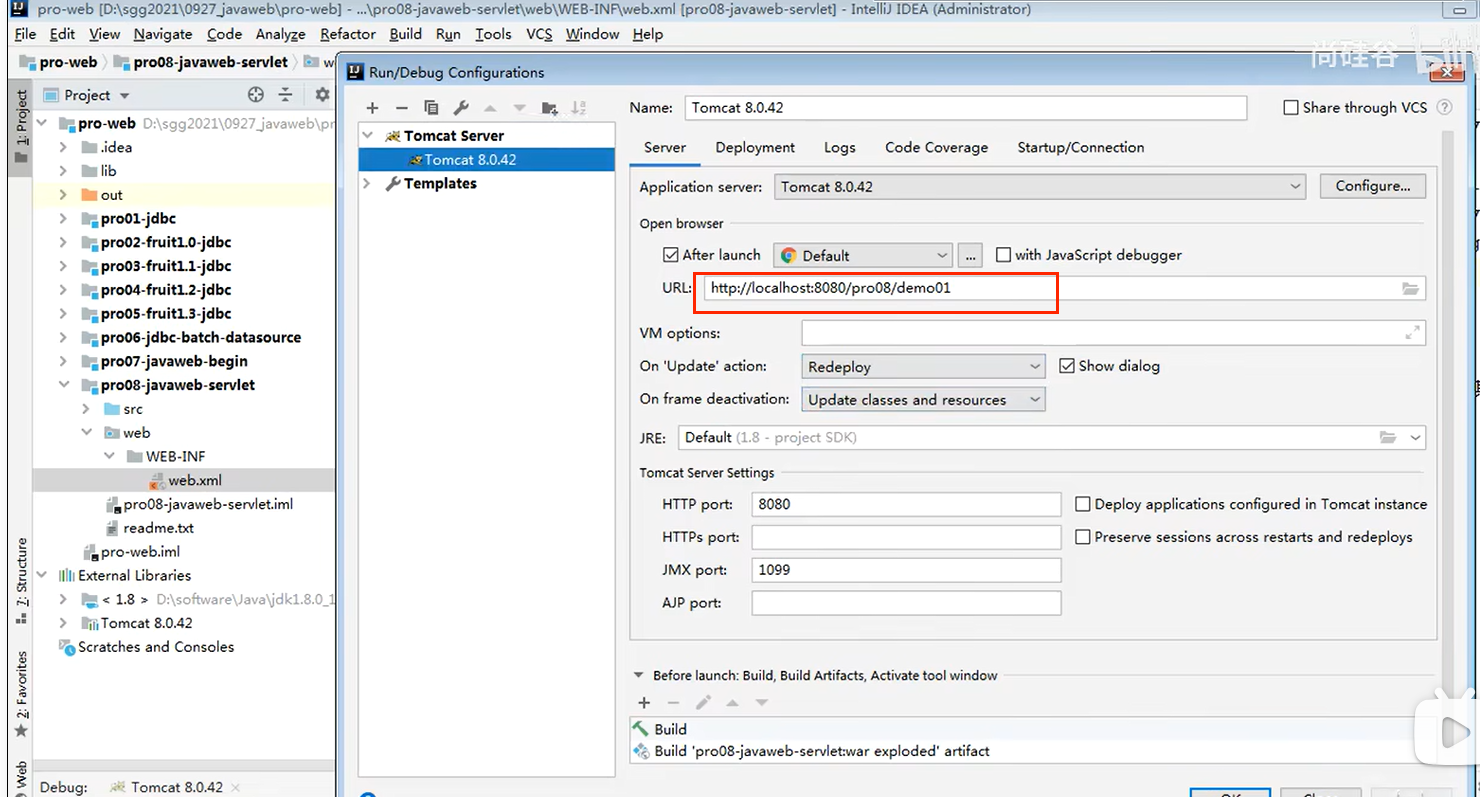 pro-web [D:\sgg2021\0927_javaweb\pro-web] - ...\pro08-javaweb-servlet\web\WEB-INF\web.xml [pro08-javaweb-servlet] - IntelliJ IDEA (Administrator)
File Edit View Navigate Code Analyze Refactor Build Run Tools VCS Window Help
尚硅谷
pro-web pro08-javaweb-servlet
Run/Debug Configurations
1: Project
Project
pro-web D:\sgg2021\0927_javaweb\pr
.idea
lib
out
pro01-jdbc
pro02-fruit1.0-jdbc
pro03-fruit1.1-jdbc
pro04-fruit1.2-jdbc
pro05-fruit1.3-jdbc
pro06-jdbc-batch-datasource
pro07-javaweb-begin
pro08-javaweb-servlet
src
web
WEB-INF
web.xml
pro08-javaweb-servlet.iml
readme.txt
pro-web.iml
External Libraries
< 1.8 > D:\software\Java\jdk1.8.0_1
Tomcat 8.0.42
Scratches and Consoles
7: Structure
2: Favorites
Web
Debug: Tomcat 8.0.42
Tomcat Server
Tomcat 8.0.42
Templates
Name: Tomcat 8.0.42
Share through VCS ?
Server Deployment Logs Code Coverage Startup/Connection
Application server: Tomcat 8.0.42 Configure...
Open browser
After launch Default ... with JavaScript debugger
URL: http://localhost:8080/pro08/demo01
VM options:
On 'Update' action: Redeploy Show dialog
On frame deactivation: Update classes and resources
JRE: Default (1.8 - project SDK)
Tomcat Server Settings
HTTP port: 8080 Deploy applications configured in Tomcat instance
HTTPs port: Preserve sessions across restarts and redeploys
JMX port: 1099
AJP port:
Before launch: Build, Build Artifacts, Activate tool window
Build
Build 'pro08-javaweb-servlet:war exploded' artifact